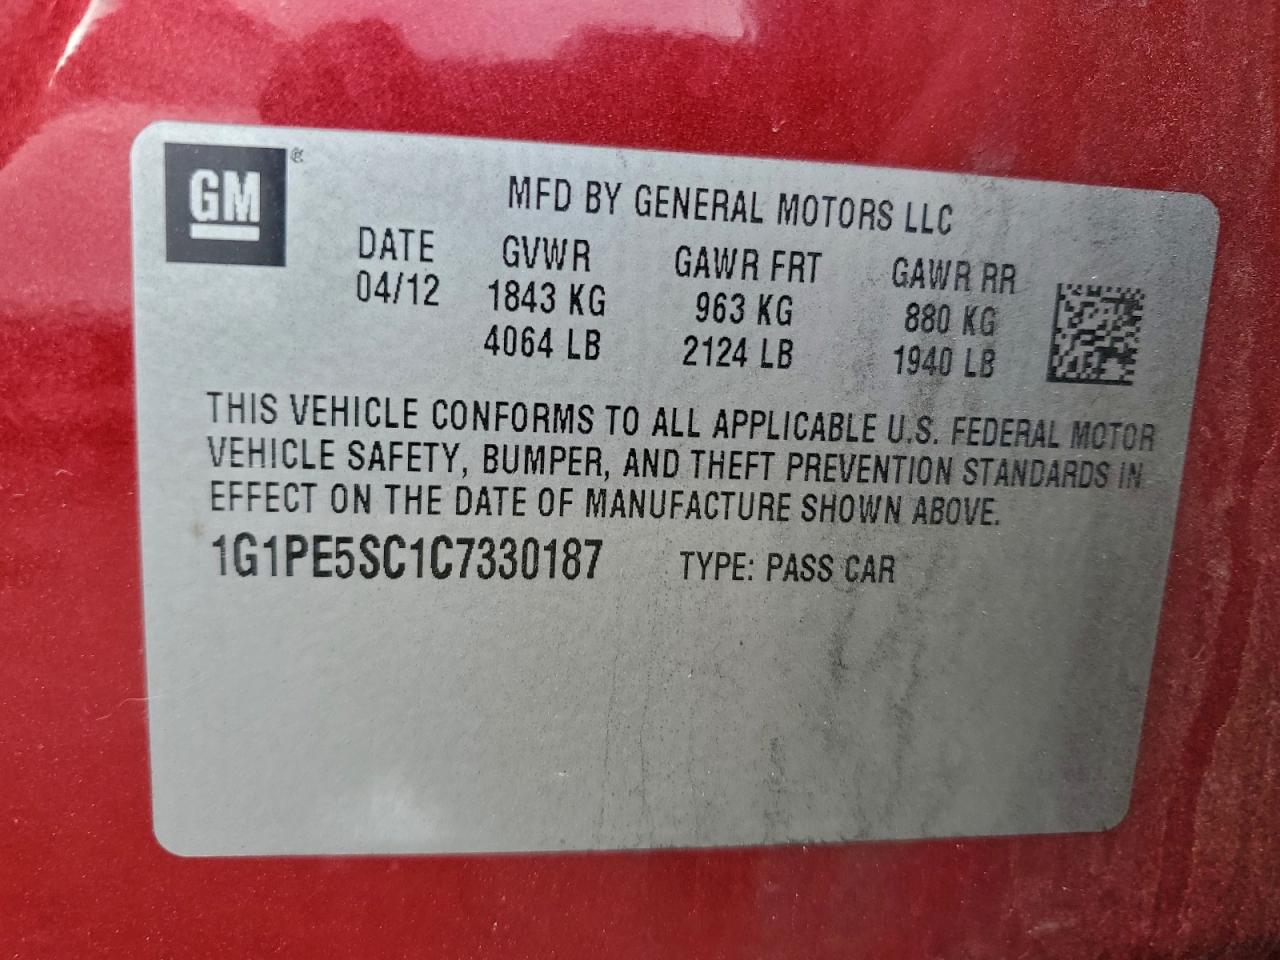 GM ®
MFD BY GENERAL MOTORS LLC
DATE GVWR GAWR FRT GAWR RR
04/12 1843 KG 963 KG 880 KG
4064 LB 2124 LB 1940 LB
THIS VEHICLE CONFORMS TO ALL APPLICABLE U.S. FEDERAL MOTOR
VEHICLE SAFETY, BUMPER, AND THEFT PREVENTION STANDARDS IN
EFFECT ON THE DATE OF MANUFACTURE SHOWN ABOVE.
1G1PE5SC1C7330187 TYPE: PASS CAR